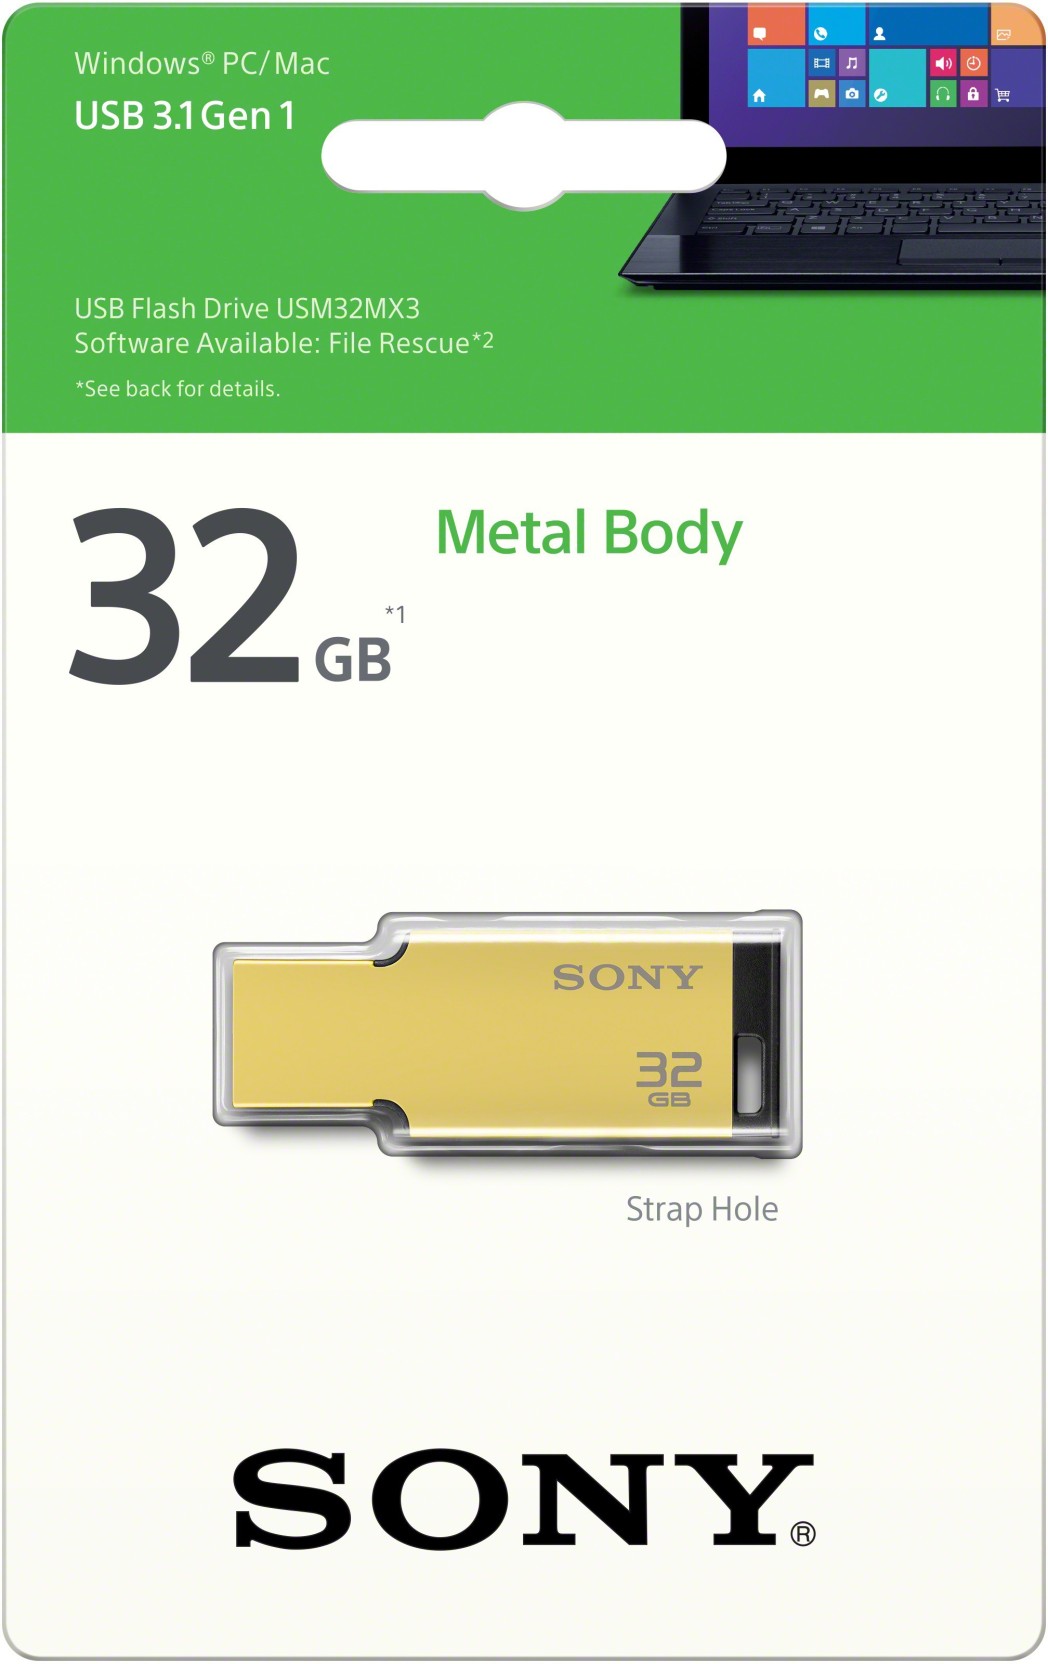 Windows® PC/Mac
USB 3.1 Gen 1
USB Flash Drive USM32MX3
Software Available: File Rescue*2
*See back for details.
Metal Body
32 GB*1
SONY
32
GB
Strap Hole
SONY®